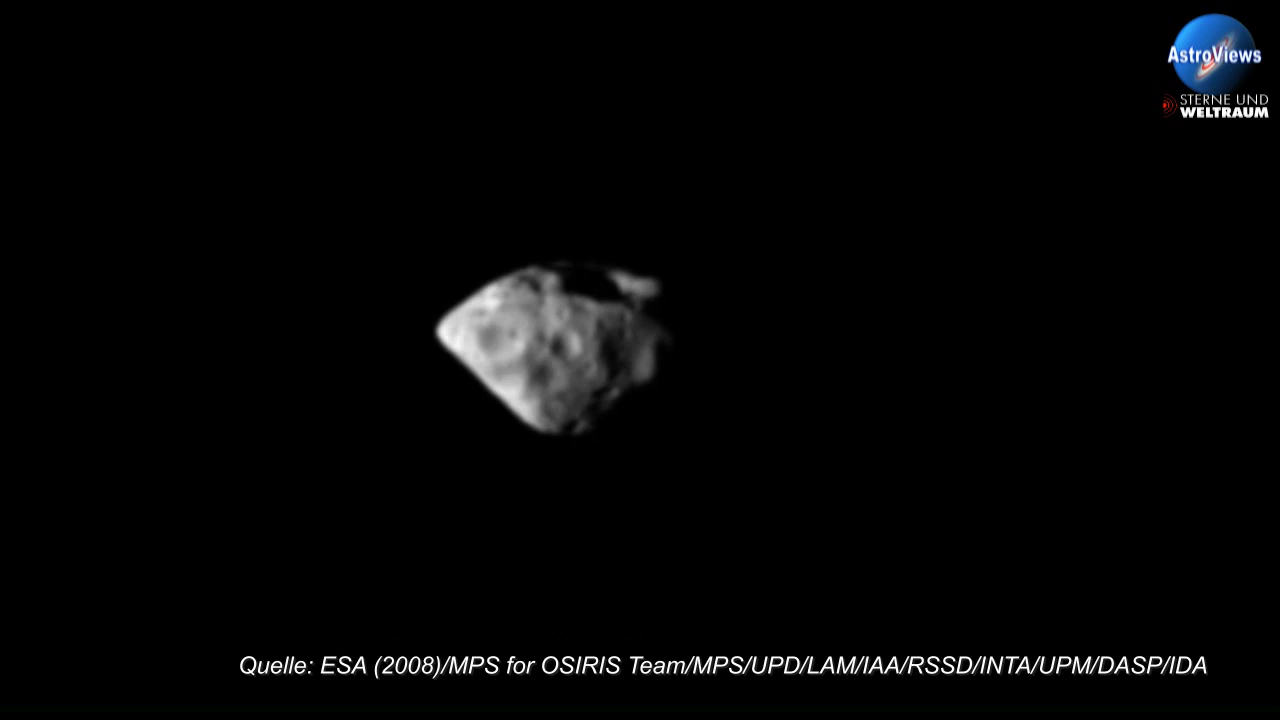 AstroViews
STERNE UND
WELTRAUM
Quelle: ESA (2008)/MPS for OSIRIS Team/MPS/UPD/LAM/IAA/RSSD/INTA/UPM/DASP/IDA